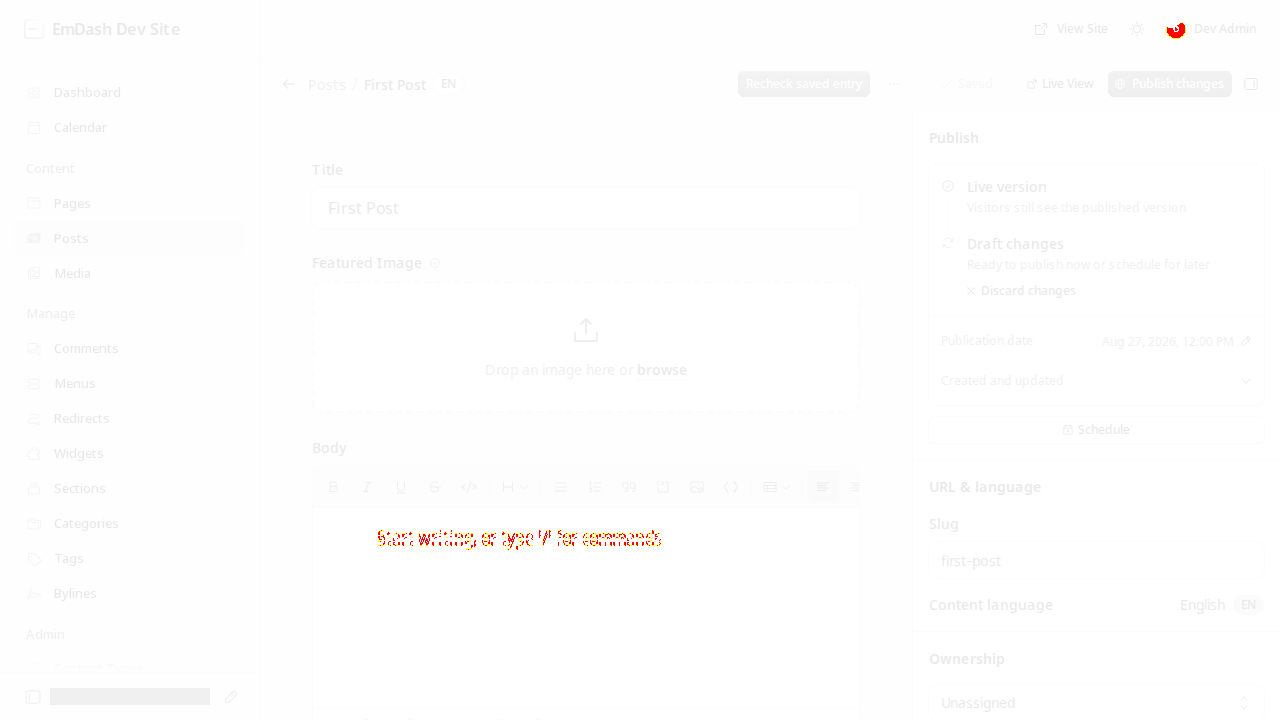 EmDash Dev Site
View Site
Dev Admin
Dashboard
Calendar
Content
Pages
Posts
Media
Manage
Comments
Menus
Redirects
Widgets
Sections
Categories
Tags
Bylines
Admin
Posts / First Post EN
Recheck saved entry
Saved
Live View
Publish changes
Title
First Post
Featured Image
Drop an image here or browse
Body
Start writing, or type '/' for commands
Publish
Live version
Visitors still see the published version
Draft changes
Ready to publish now or schedule for later
Discard changes
Publication date
Aug 27, 2026, 12:00 PM
Created and updated
Schedule
URL & language
Slug
first-post
Content language
English EN
Ownership
Unassigned